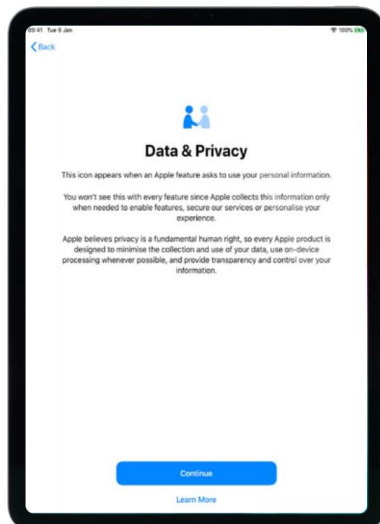 09:41 Tue 9 Jan
100%
Back
Data & Privacy
This icon appears when an Apple feature asks to use your personal information.
You won't see this with every feature since Apple collects this information only
when needed to enable features, secure our services or personalise your
experience.
Apple believes privacy is a fundamental human right, so every Apple product is
designed to minimise the collection and use of your data, use on-device
processing whenever possible, and provide transparency and control over your
information.
Continue
Learn More